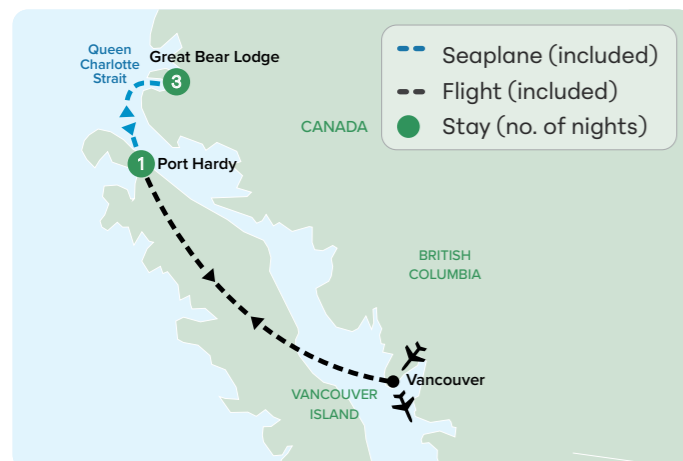 Queen
Charlotte
Strait
Great Bear Lodge
3
Seaplane (included)
Flight (included)
Stay (no. of nights)
CANADA
1 Port Hardy
BRITISH
COLUMBIA
Vancouver
VANCOUVER
ISLAND